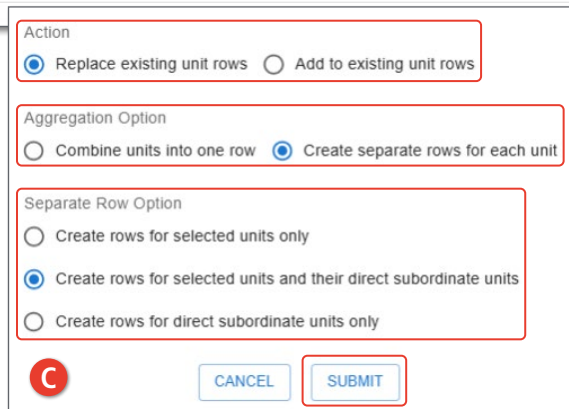 Action
Replace existing unit rows Add to existing unit rows
Aggregation Option
Combine units into one row Create separate rows for each unit
Separate Row Option
Create rows for selected units only
Create rows for selected units and their direct subordinate units
Create rows for direct subordinate units only
C CANCEL SUBMIT